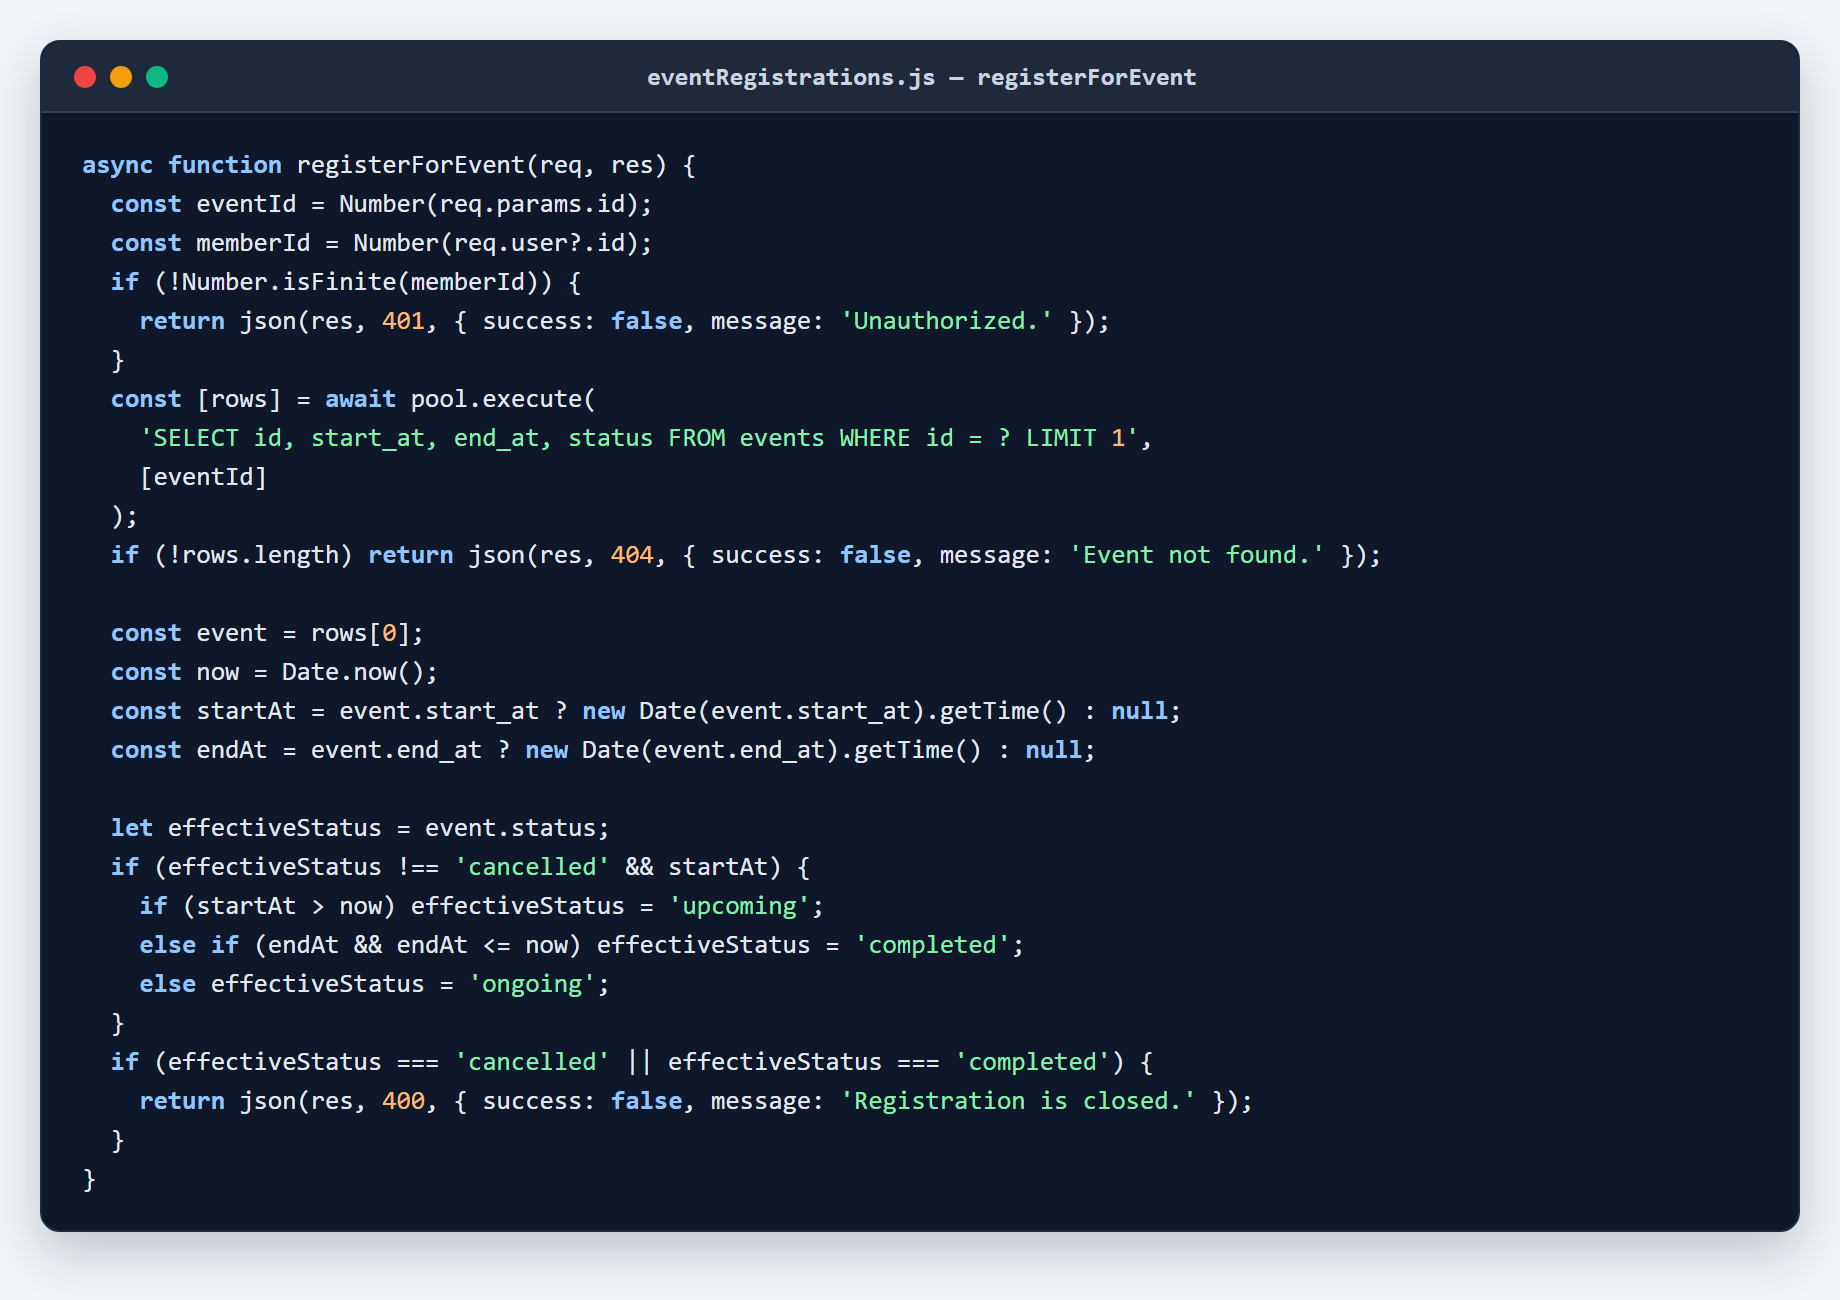 eventRegistrations.js — registerForEvent
async function registerForEvent(req, res) {
  const eventId = Number(req.params.id);
  const memberId = Number(req.user?.id);
  if (!Number.isFinite(memberId)) {
    return json(res, 401, { success: false, message: 'Unauthorized.' });
  }
  const [rows] = await pool.execute(
    'SELECT id, start_at, end_at, status FROM events WHERE id = ? LIMIT 1',
    [eventId]
  );
  if (!rows.length) return json(res, 404, { success: false, message: 'Event not found.' });

  const event = rows[0];
  const now = Date.now();
  const startAt = event.start_at ? new Date(event.start_at).getTime() : null;
  const endAt = event.end_at ? new Date(event.end_at).getTime() : null;

  let effectiveStatus = event.status;
  if (effectiveStatus !== 'cancelled' && startAt) {
    if (startAt > now) effectiveStatus = 'upcoming';
    else if (endAt && endAt <= now) effectiveStatus = 'completed';
    else effectiveStatus = 'ongoing';
  }
  if (effectiveStatus === 'cancelled' || effectiveStatus === 'completed') {
    return json(res, 400, { success: false, message: 'Registration is closed.' });
  }
}